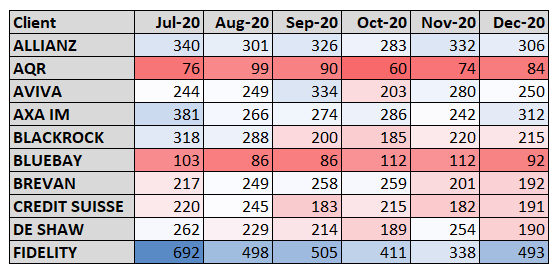 Client Jul-20 Aug-20 Sep-20 Oct-20 Nov-20 Dec-20
ALLIANZ 340 301 326 283 332 306
AQR 76 99 90 60 74 84
AVIVA 244 249 334 203 280 250
AXA IM 381 266 274 286 242 312
BLACKROCK 318 288 200 185 220 215
BLUEBAY 103 86 86 112 112 92
BREVAN 217 249 258 259 201 192
CREDIT SUISSE 220 245 183 215 182 191
DE SHAW 262 229 214 189 254 190
FIDELITY 692 498 505 411 338 493